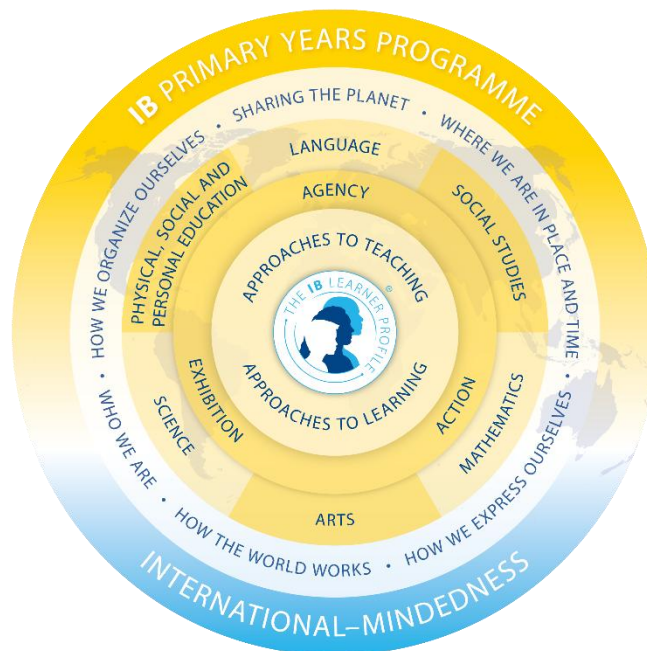 IB PRIMARY YEARS PROGRAMME
SHARING THE PLANET
WHERE WE ARE IN PLACE AND TIME
HOW WE EXPRESS OURSELVES
HOW THE WORLD WORKS
WHO WE ARE
HOW WE ORGANIZE OURSELVES
LANGUAGE
SOCIAL STUDIES
MATHEMATICS
ARTS
SCIENCE
PHYSICAL, SOCIAL AND
PERSONAL EDUCATION
AGENCY
ACTION
EXHIBITION
APPROACHES TO TEACHING
APPROACHES TO LEARNING
THE IB LEARNER PROFILE
®
INTERNATIONAL–MINDEDNESS